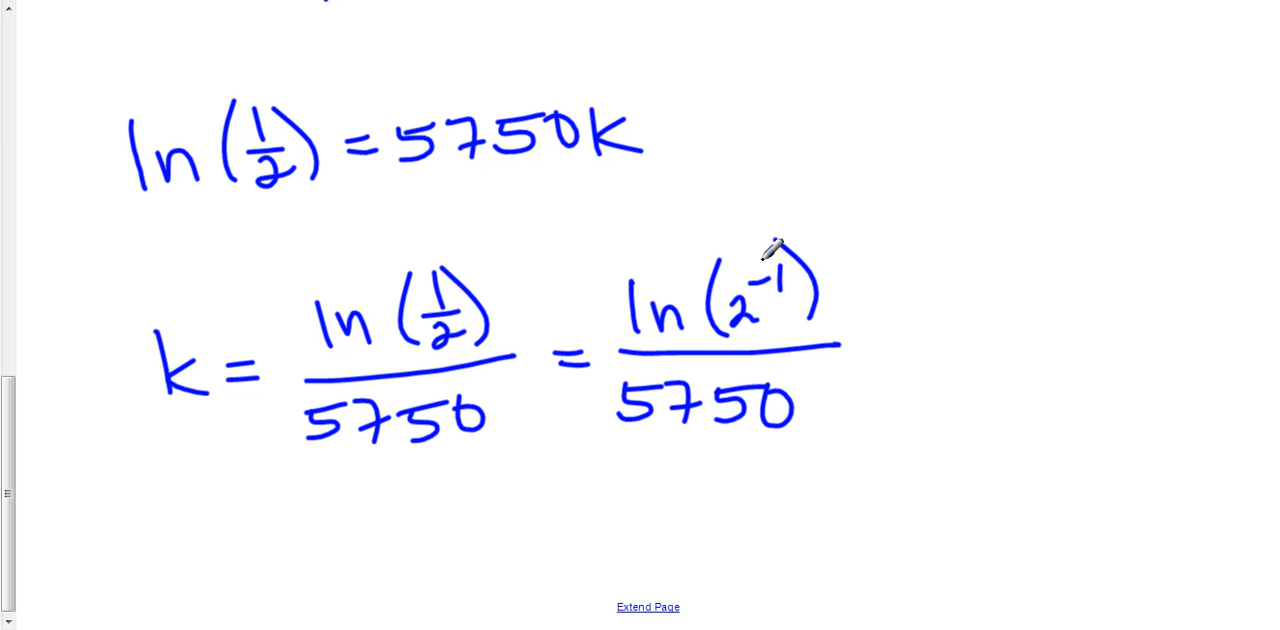 ln(1/2) = 5750k
k = ln(1/2)/5750 = ln(2⁻¹)/5750
Extend Page